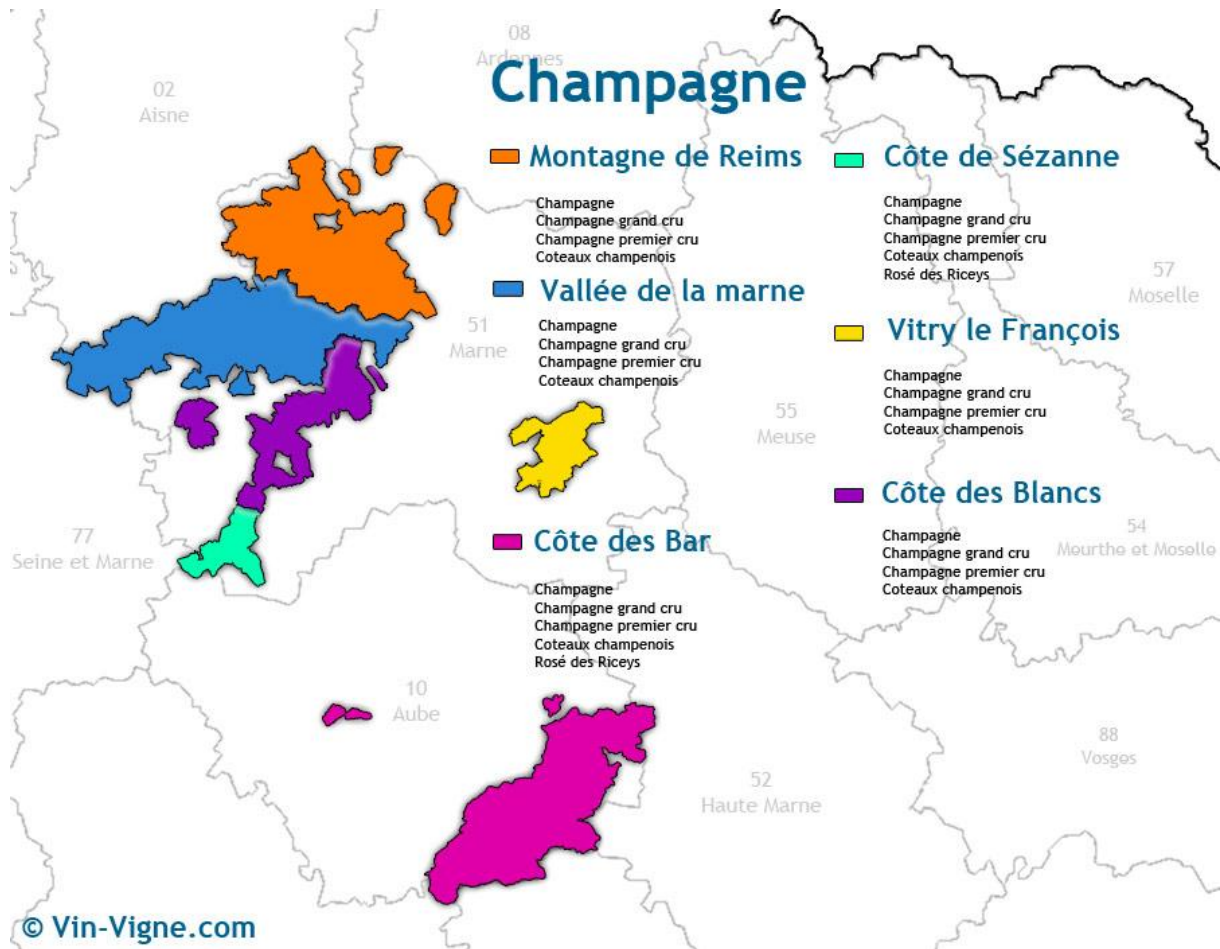 08
Ardennes
Champagne
02
Aisne
Montagne de Reims
Champagne
Champagne grand cru
Champagne premier cru
Coteaux champenois
Côte de Sézanne
Champagne
Champagne grand cru
Champagne premier cru
Coteaux champenois
Rosé des Riceys
57
Moselle
Vallée de la marne
Champagne
Champagne grand cru
Champagne premier cru
Coteaux champenois
51
Marne
Vitry le François
Champagne
Champagne grand cru
Champagne premier cru
Coteaux champenois
55
Meuse
Côte des Blancs
Champagne
Champagne grand cru
Champagne premier cru
Coteaux champenois
54
Meurthe et Moselle
77
Seine et Marne
Côte des Bar
Champagne
Champagne grand cru
Champagne premier cru
Coteaux champenois
Rosé des Riceys
10
Aube
52
Haute Marne
88
Vosges
© Vin-Vigne.com